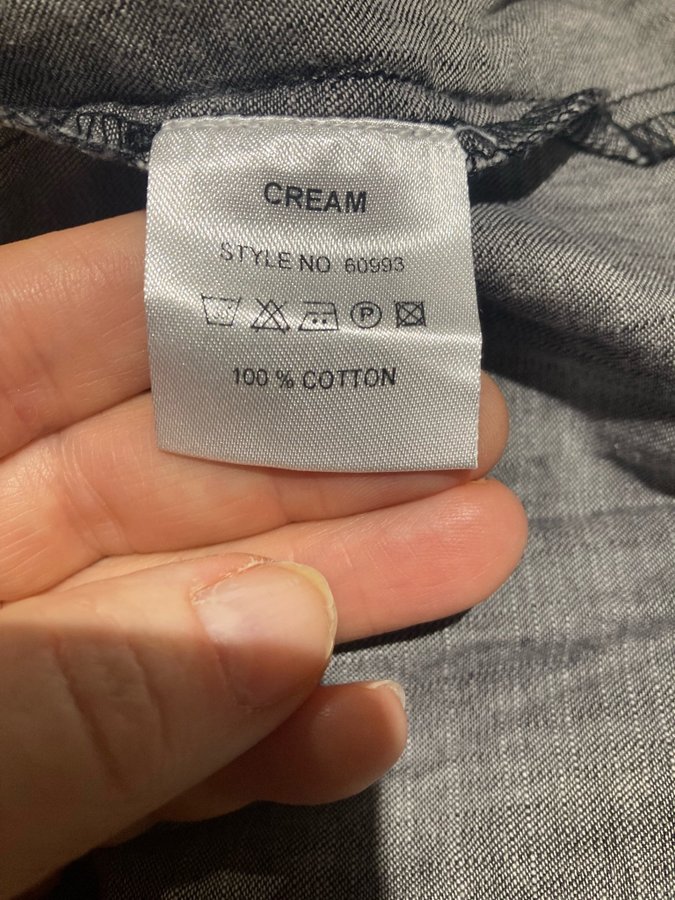 CREAM
STYLE NO 60993
P
100 % COTTON